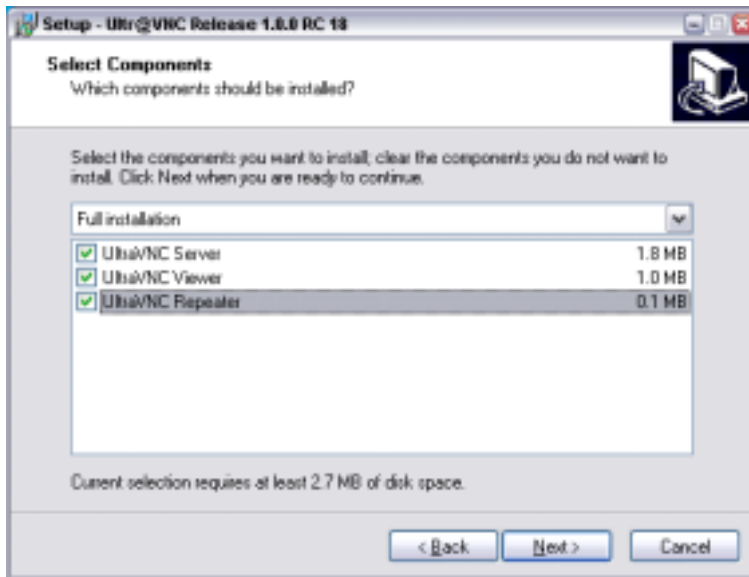 Setup - Ultr@VNC Release 1.0.0 RC 18
Select Components
Which components should be installed?
Select the components you want to install; clear the components you do not want to
install. Click Next when you are ready to continue.
Full installation
UltraVNC Server 1.8 MB
UltraVNC Viewer 1.0 MB
UltraVNC Repeater 0.1 MB
Current selection requires at least 2.7 MB of disk space.
< Back Next > Cancel